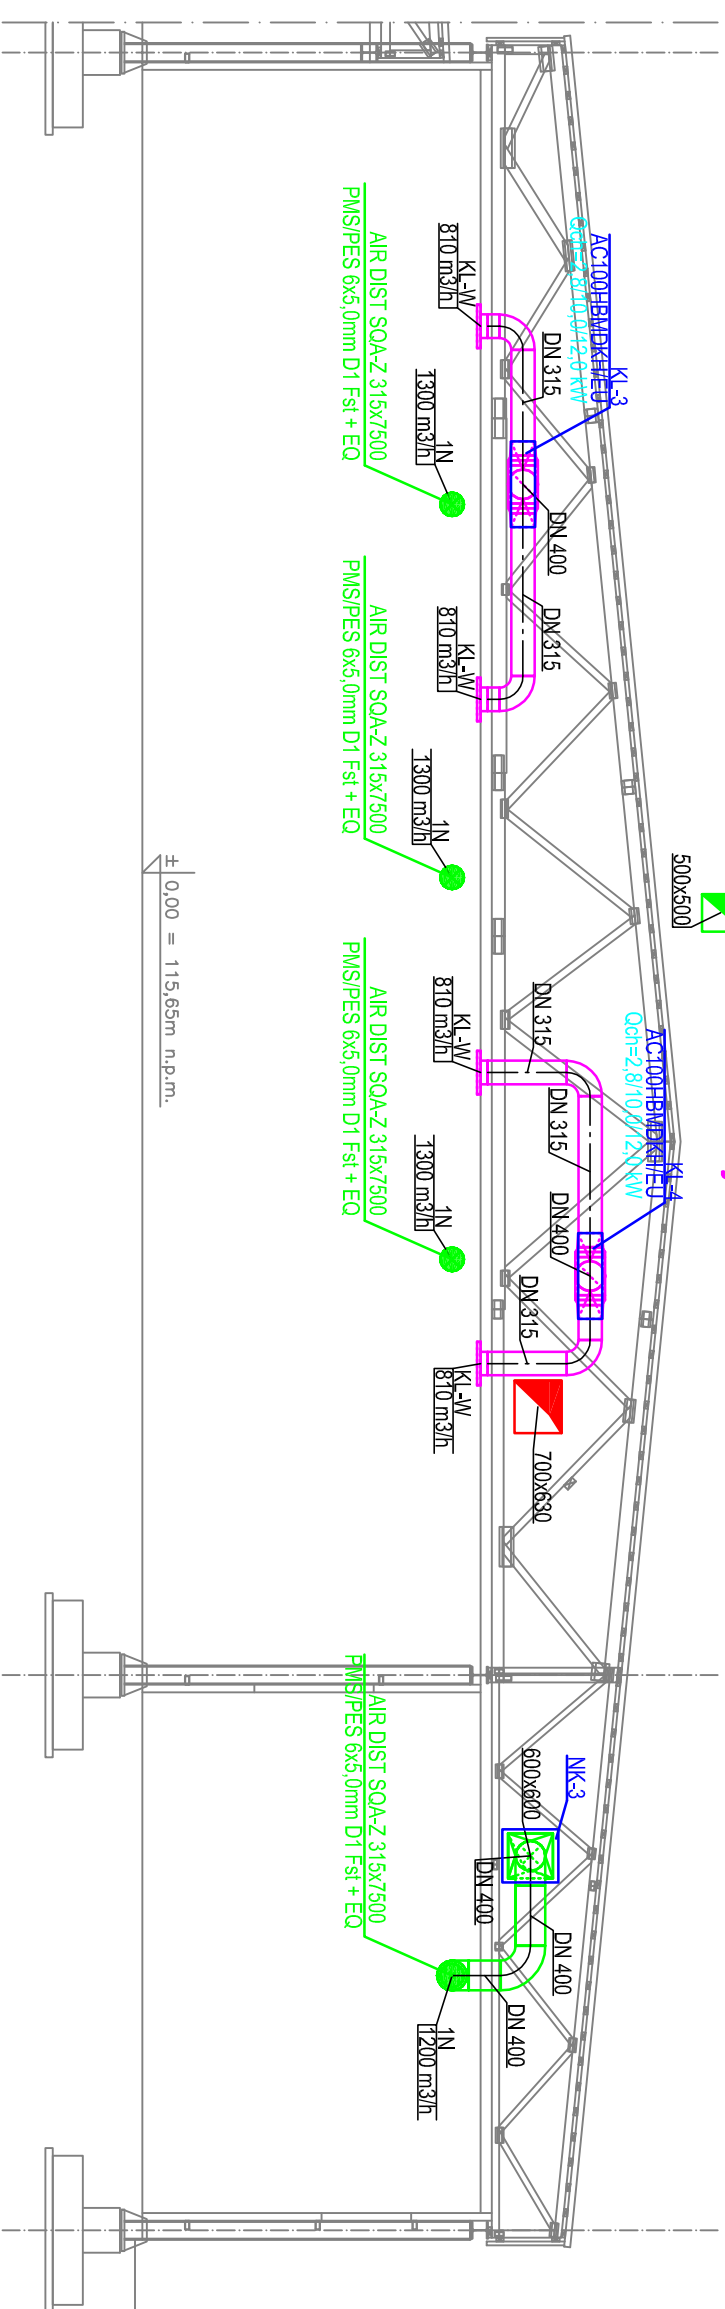 KL-3
AC100HBMDKH/EU
Qch=2,8/10,0/12,0 kW
DN 315
DN 400
DN 315
KL-W
810 m3/h
KL-W
810 m3/h
1N
1300 m3/h
AIR DIST SQA-Z 315x7500
PMS/PES 6x5,0mm D1 Fst + EQ
1N
1300 m3/h
AIR DIST SQA-Z 315x7500
PMS/PES 6x5,0mm D1 Fst + EQ
500x500
± 0,00 = 115,65m n.p.m.
KL-4
AC100HBMDKH/EU
Qch=2,8/10,0/12,0 kW
DN 315
DN 315
DN 400
DN 315
KL-W
810 m3/h
KL-W
810 m3/h
1N
1300 m3/h
AIR DIST SQA-Z 315x7500
PMS/PES 6x5,0mm D1 Fst + EQ
700x630
NK-3
600x600
DN 400
DN 400
DN 400
1N
1200 m3/h
AIR DIST SQA-Z 315x7500
PMS/PES 6x5,0mm D1 Fst + EQ